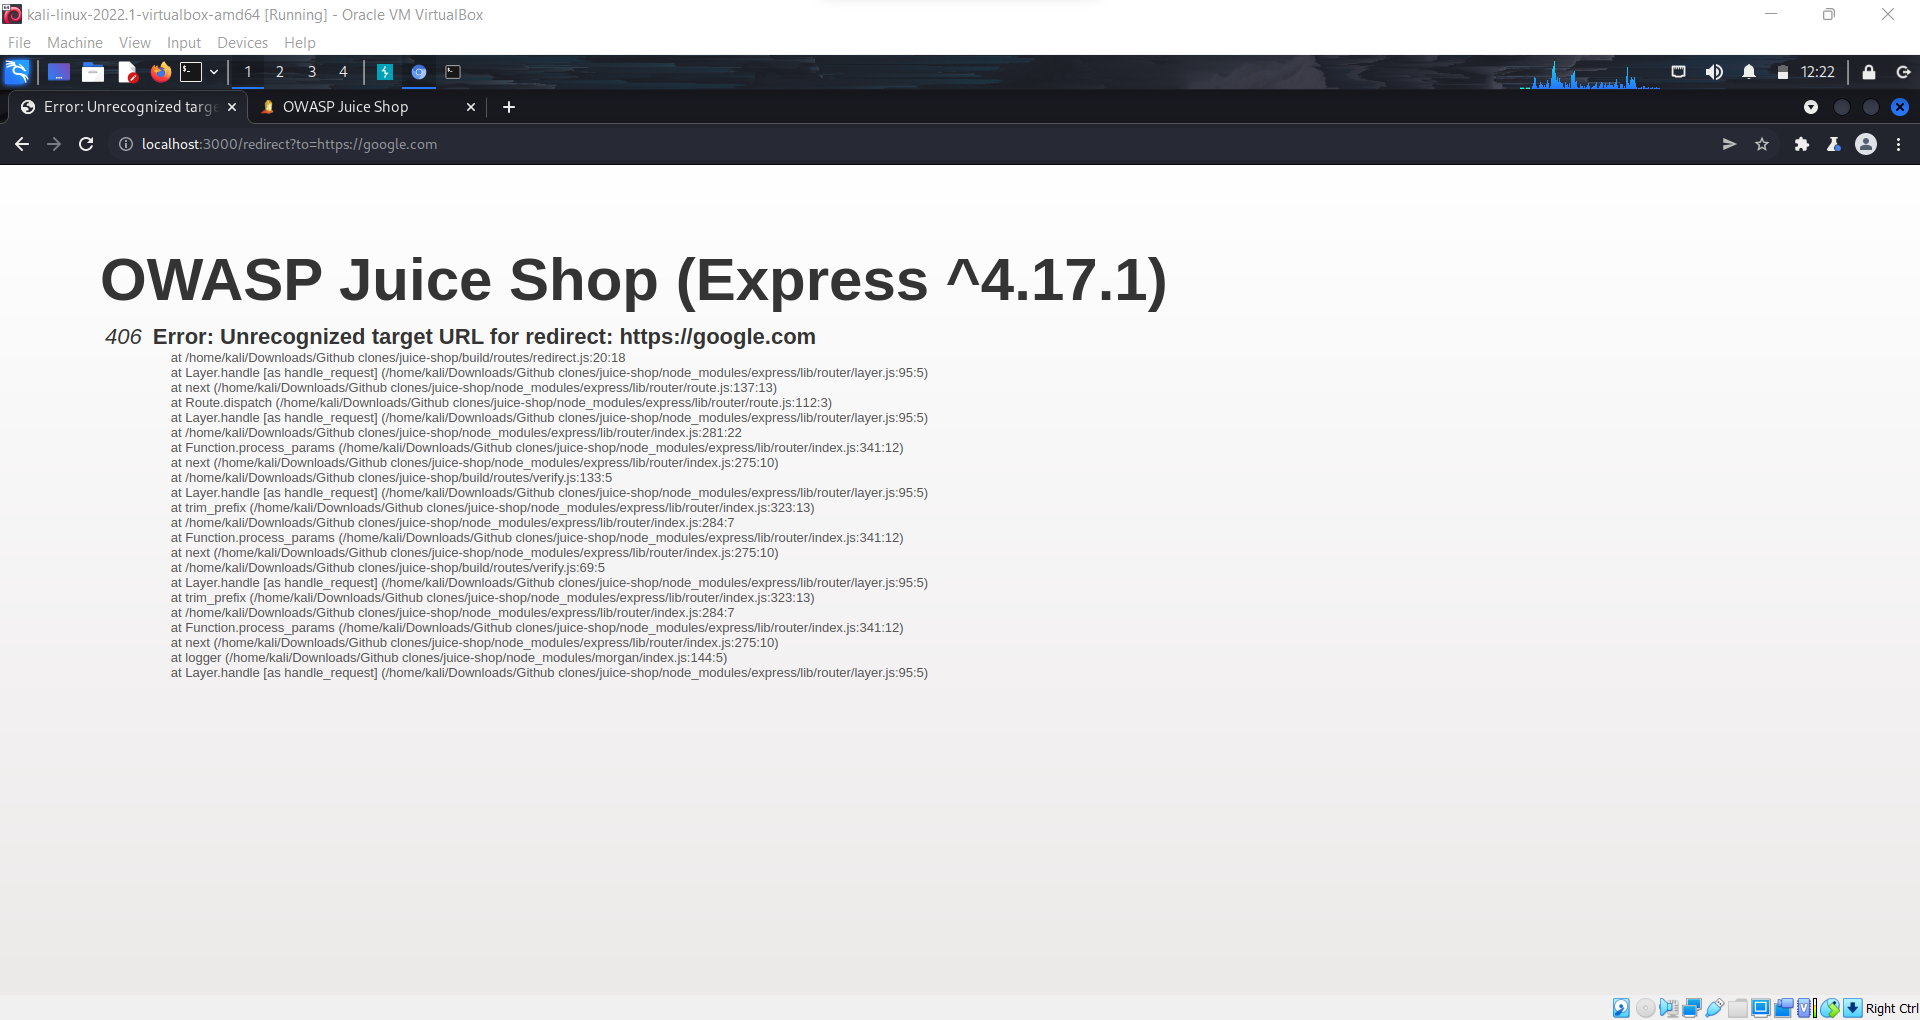 kali-linux-2022.1-virtualbox-amd64 [Running] - Oracle VM VirtualBox
File Machine View Input Devices Help
1 2 3 4 12:22
Error: Unrecognized targe OWASP Juice Shop
localhost:3000/redirect?to=https://google.com
OWASP Juice Shop (Express ^4.17.1)
406 Error: Unrecognized target URL for redirect: https://google.com
at /home/kali/Downloads/Github clones/juice-shop/build/routes/redirect.js:20:18
at Layer.handle [as handle_request] (/home/kali/Downloads/Github clones/juice-shop/node_modules/express/lib/router/layer.js:95:5)
at next (/home/kali/Downloads/Github clones/juice-shop/node_modules/express/lib/router/route.js:137:13)
at Route.dispatch (/home/kali/Downloads/Github clones/juice-shop/node_modules/express/lib/router/route.js:112:3)
at Layer.handle [as handle_request] (/home/kali/Downloads/Github clones/juice-shop/node_modules/express/lib/router/layer.js:95:5)
at /home/kali/Downloads/Github clones/juice-shop/node_modules/express/lib/router/index.js:281:22
at Function.process_params (/home/kali/Downloads/Github clones/juice-shop/node_modules/express/lib/router/index.js:341:12)
at next (/home/kali/Downloads/Github clones/juice-shop/node_modules/express/lib/router/index.js:275:10)
at /home/kali/Downloads/Github clones/juice-shop/build/routes/verify.js:133:5
at Layer.handle [as handle_request] (/home/kali/Downloads/Github clones/juice-shop/node_modules/express/lib/router/layer.js:95:5)
at trim_prefix (/home/kali/Downloads/Github clones/juice-shop/node_modules/express/lib/router/index.js:323:13)
at /home/kali/Downloads/Github clones/juice-shop/node_modules/express/lib/router/index.js:284:7
at Function.process_params (/home/kali/Downloads/Github clones/juice-shop/node_modules/express/lib/router/index.js:341:12)
at next (/home/kali/Downloads/Github clones/juice-shop/node_modules/express/lib/router/index.js:275:10)
at /home/kali/Downloads/Github clones/juice-shop/build/routes/verify.js:69:5
at Layer.handle [as handle_request] (/home/kali/Downloads/Github clones/juice-shop/node_modules/express/lib/router/layer.js:95:5)
at trim_prefix (/home/kali/Downloads/Github clones/juice-shop/node_modules/express/lib/router/index.js:323:13)
at /home/kali/Downloads/Github clones/juice-shop/node_modules/express/lib/router/index.js:284:7
at Function.process_params (/home/kali/Downloads/Github clones/juice-shop/node_modules/express/lib/router/index.js:341:12)
at next (/home/kali/Downloads/Github clones/juice-shop/node_modules/express/lib/router/index.js:275:10)
at logger (/home/kali/Downloads/Github clones/juice-shop/node_modules/morgan/index.js:144:5)
at Layer.handle [as handle_request] (/home/kali/Downloads/Github clones/juice-shop/node_modules/express/lib/router/layer.js:95:5)
Right Ctrl